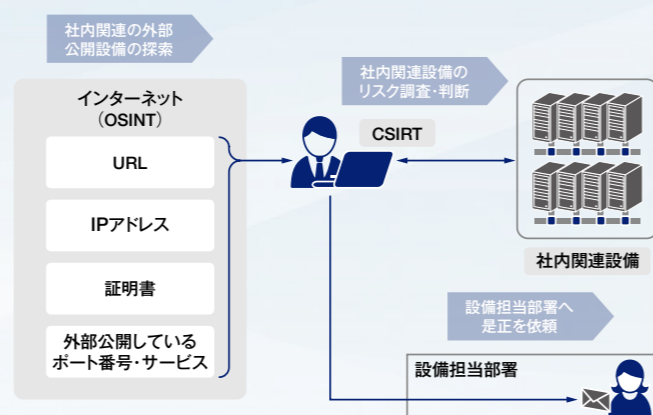 社内関連の外部
公開設備の探索
インターネット
（OSINT）
URL
IPアドレス
証明書
外部公開している
ポート番号・サービス
社内関連設備の
リスク調査・判断
CSIRT
社内関連設備
設備担当部署へ
是正を依頼
設備担当部署